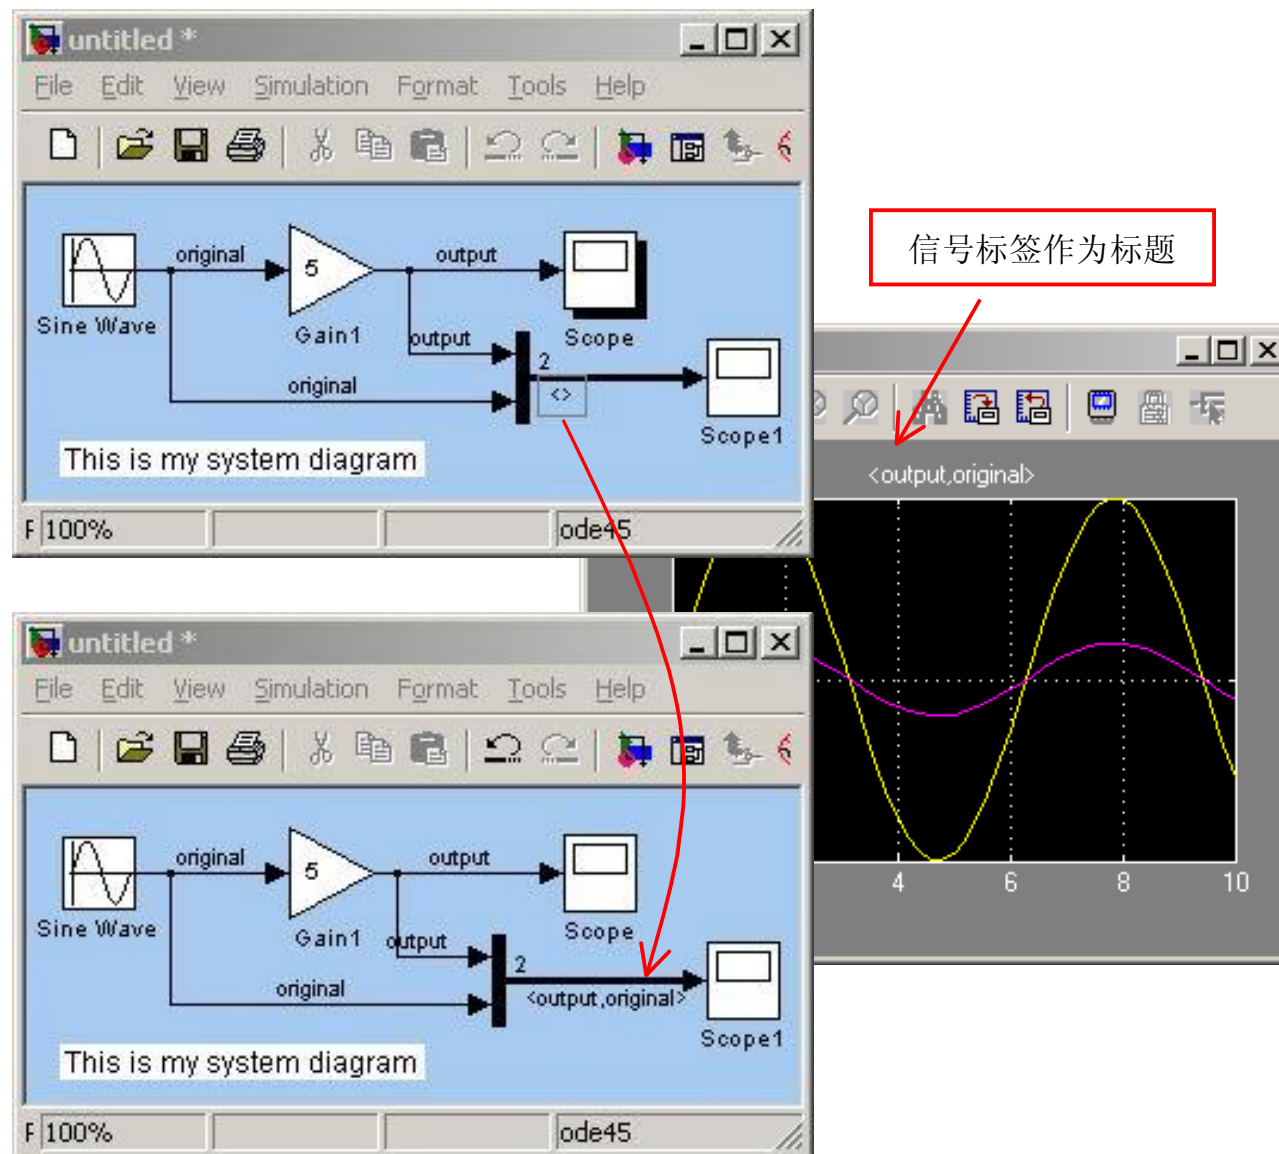 untitled *
File Edit View Simulation Format Tools Help
original
5
output
Sine Wave
Gain1
output
Scope
2
original
<>
Scope1
This is my system diagram
F 100%
ode45
信号标签作为标题
<output,original>
4 6 8 10
untitled *
File Edit View Simulation Format Tools Help
original
5
output
Sine Wave
Gain1
output
Scope
2
original
<output,original>
Scope1
This is my system diagram
F 100%
ode45